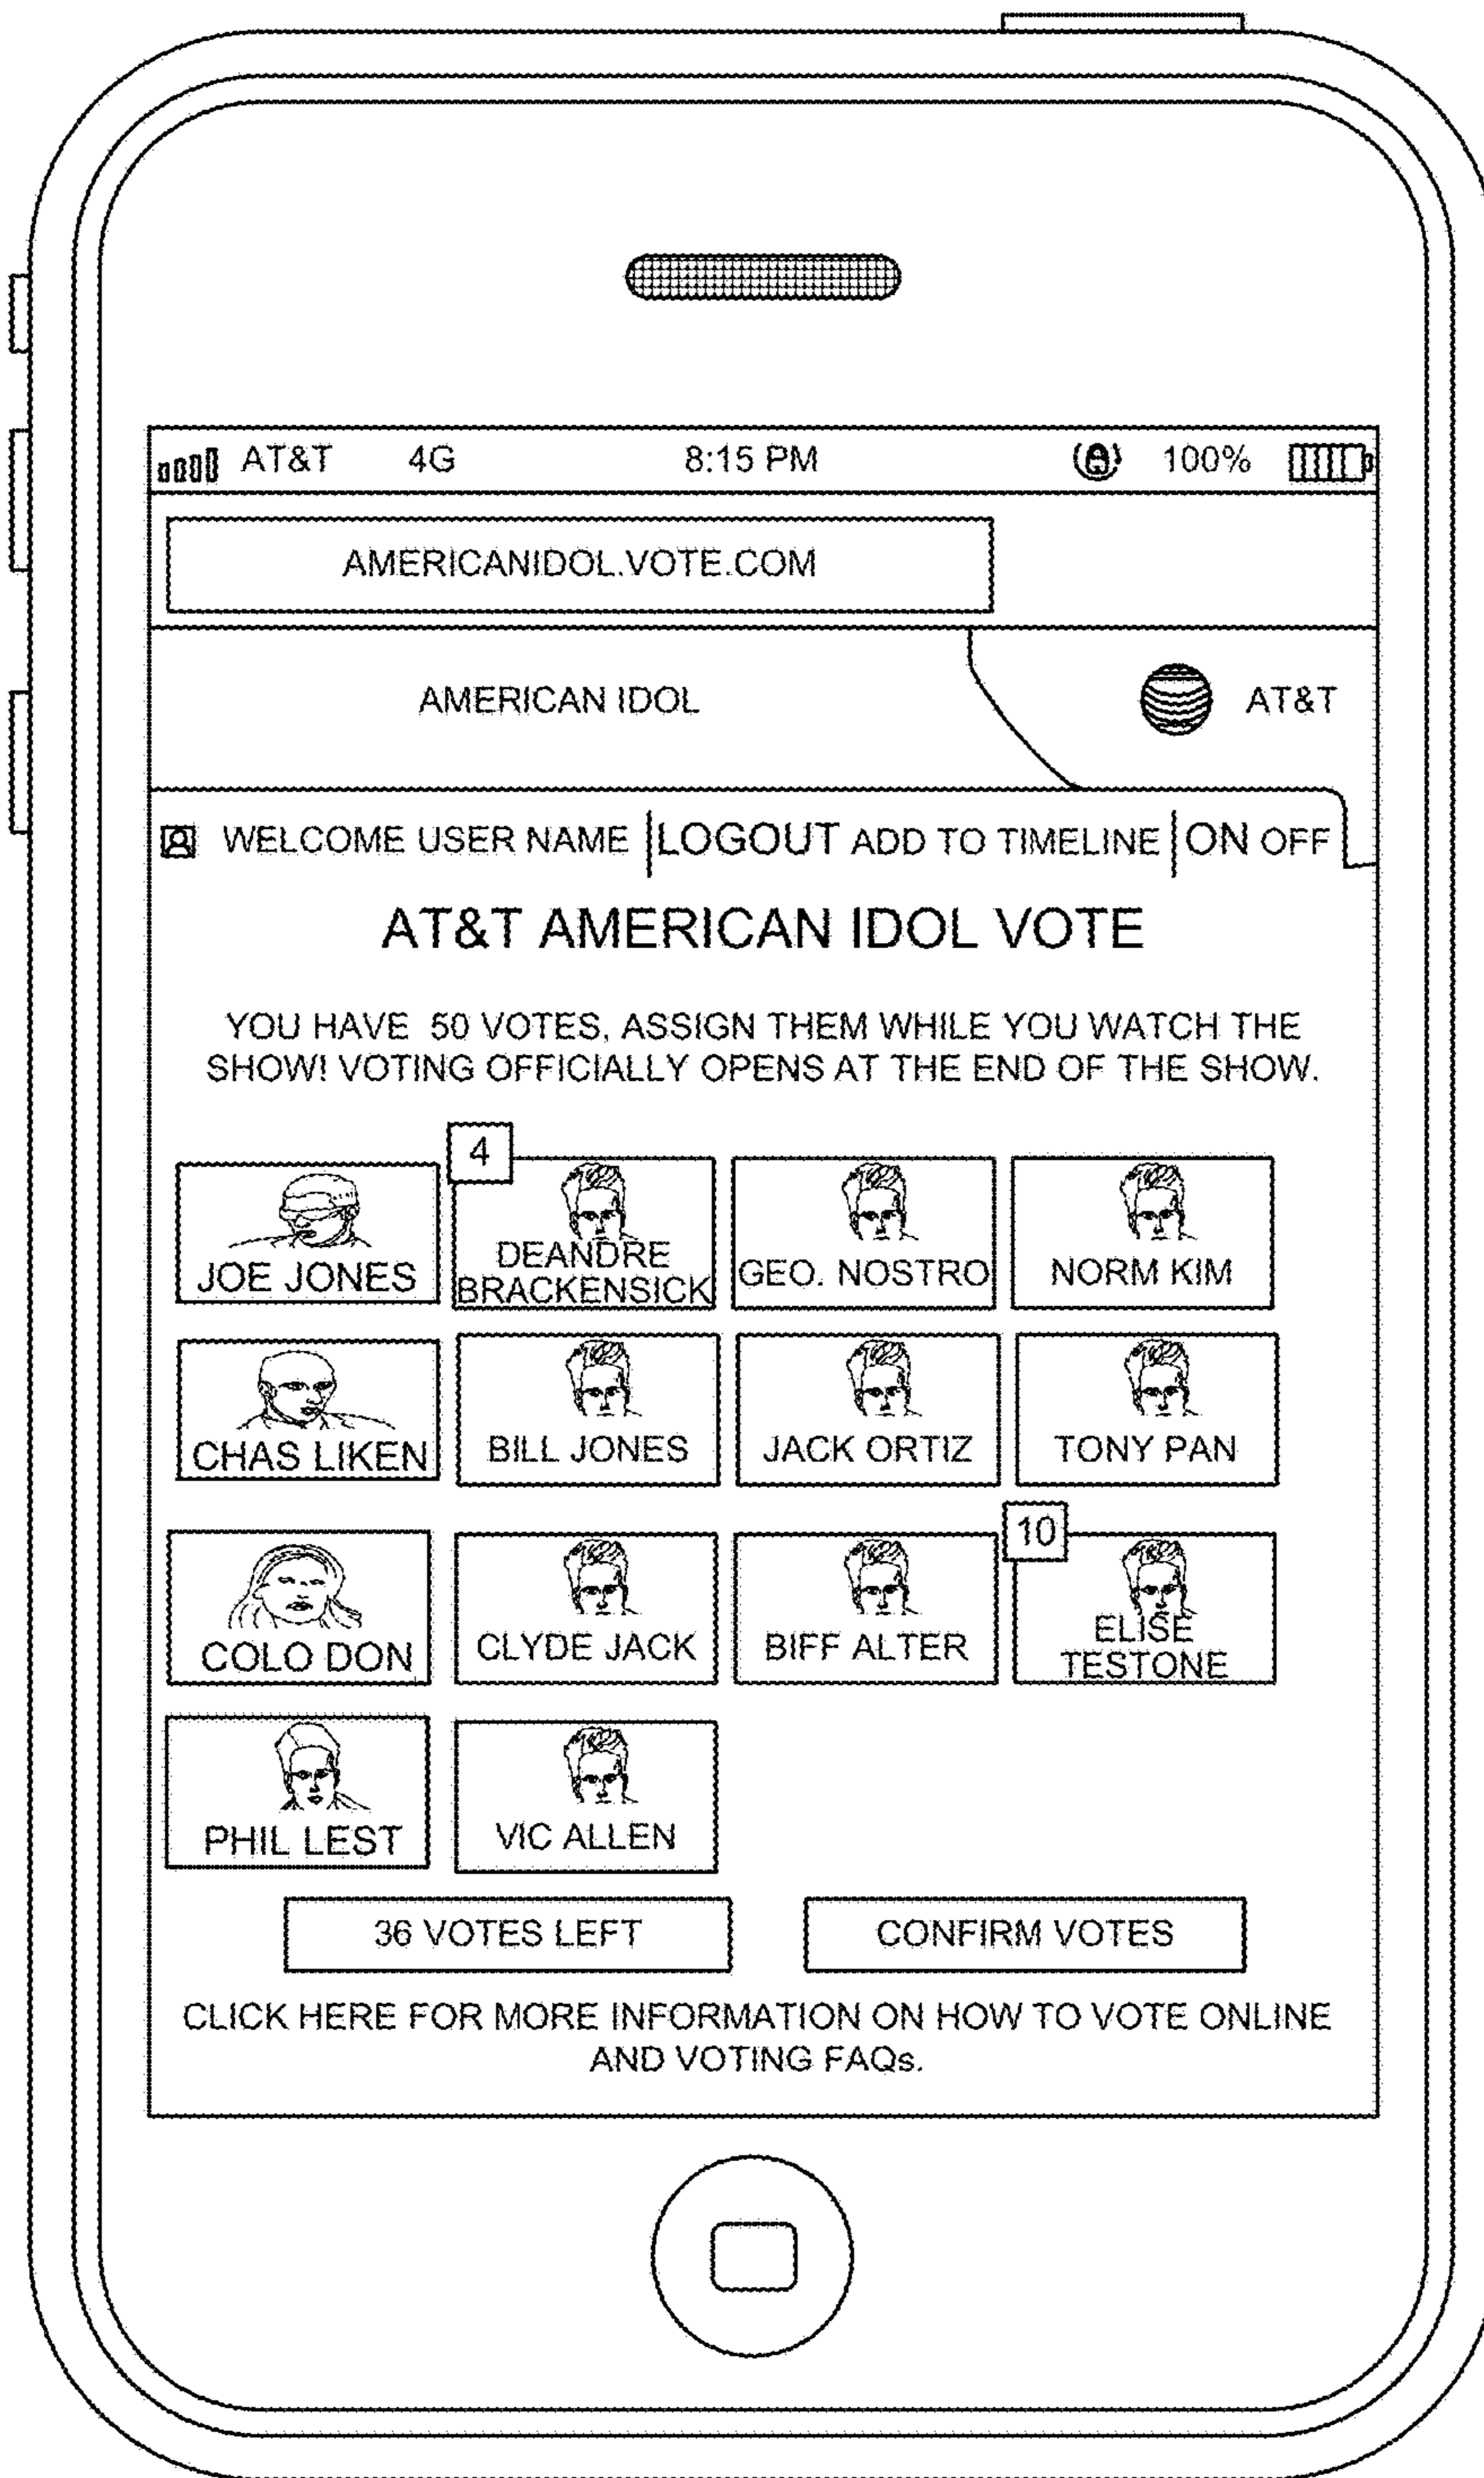 AT&T 4G 8:15 PM 100%
AMERICANIDOL.VOTE.COM
AMERICAN IDOL
AT&T
WELCOME USER NAME |LOGOUT ADD TO TIMELINE|ON OFF
AT&T AMERICAN IDOL VOTE
YOU HAVE 50 VOTES, ASSIGN THEM WHILE YOU WATCH THE
SHOW! VOTING OFFICIALLY OPENS AT THE END OF THE SHOW.
JOE JONES
4
DEANDRE
BRACKENSICK
GEO. NOSTRO
NORM KIM
CHAS LIKEN
BILL JONES
JACK ORTIZ
TONY PAN
COLO DON
CLYDE JACK
BIFF ALTER
10
ELISE
TESTONE
PHIL LEST
VIC ALLEN
36 VOTES LEFT
CONFIRM VOTES
CLICK HERE FOR MORE INFORMATION ON HOW TO VOTE ONLINE
AND VOTING FAQs.